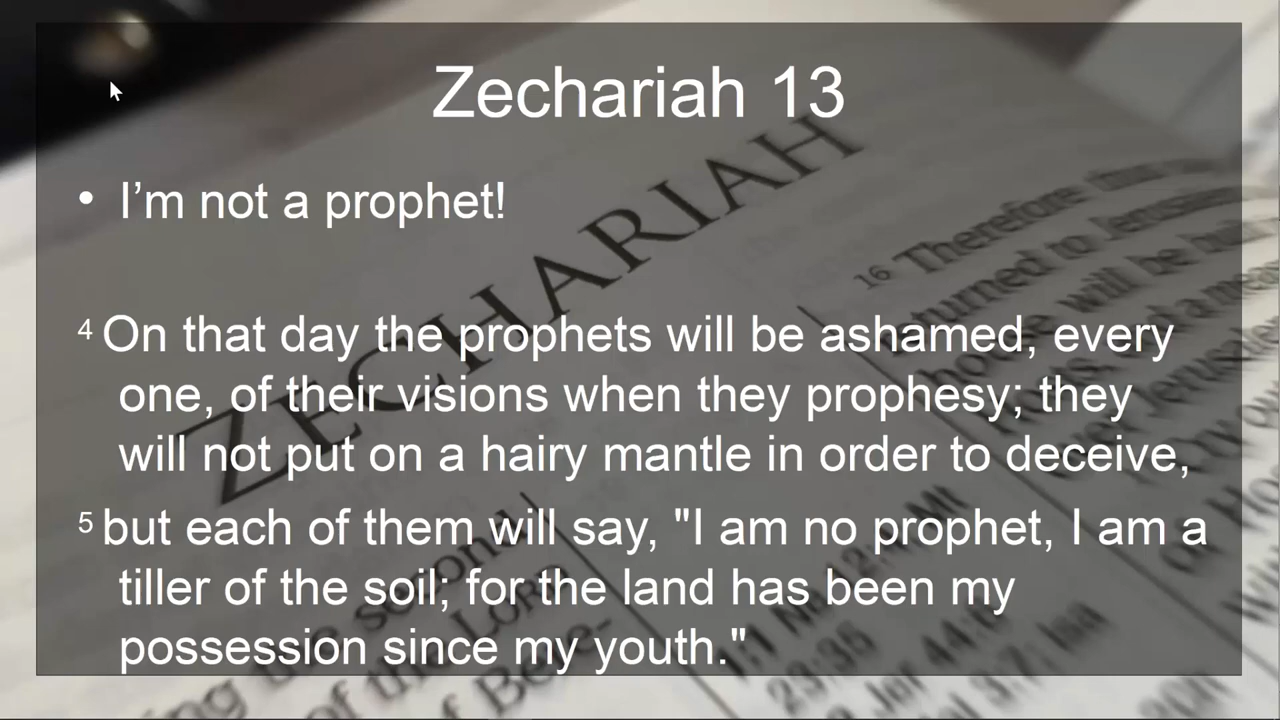 Zechariah 13
• I’m not a prophet!
ZECHARIAH
16 Therefore
turned to Jerusalem
4 On that day the prophets will be ashamed, every
one, of their visions when they prophesy; they
will not put on a hairy mantle in order to deceive,
5 but each of them will say, "I am no prophet, I am a
tiller of the soil; for the land has been my
possession since my youth."